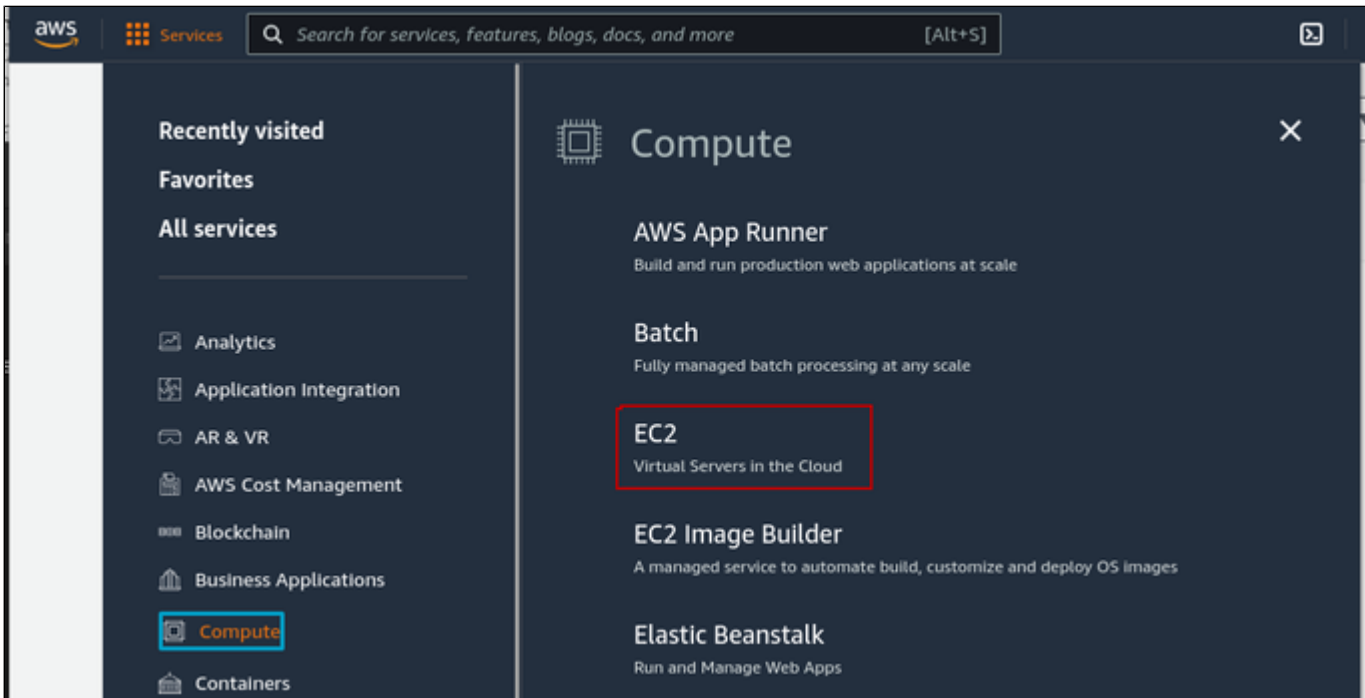 aws
Services
Search for services, features, blogs, docs, and more
[Alt+S]
Recently visited
Favorites
All services
Analytics
Application Integration
AR & VR
AWS Cost Management
Blockchain
Business Applications
Compute
Containers
Compute
AWS App Runner
Build and run production web applications at scale
Batch
Fully managed batch processing at any scale
EC2
Virtual Servers in the Cloud
EC2 Image Builder
A managed service to automate build, customize and deploy OS images
Elastic Beanstalk
Run and Manage Web Apps